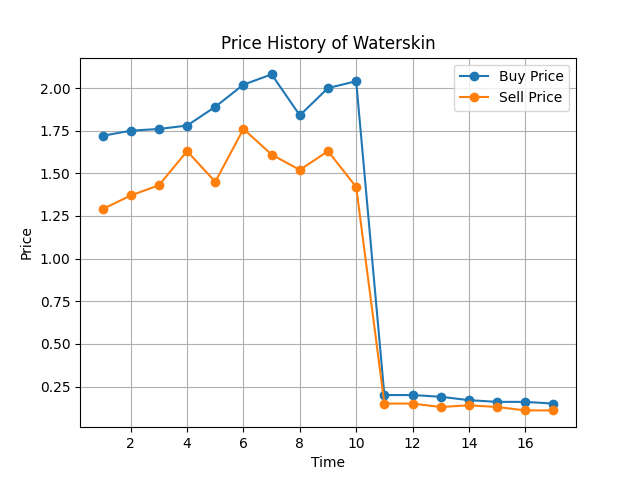 Price History of Waterskin
Buy Price
Sell Price
2.00
1.75
1.50
1.25
1.00
0.75
0.50
0.25
Price
2 4 6 8 10 12 14 16
Time